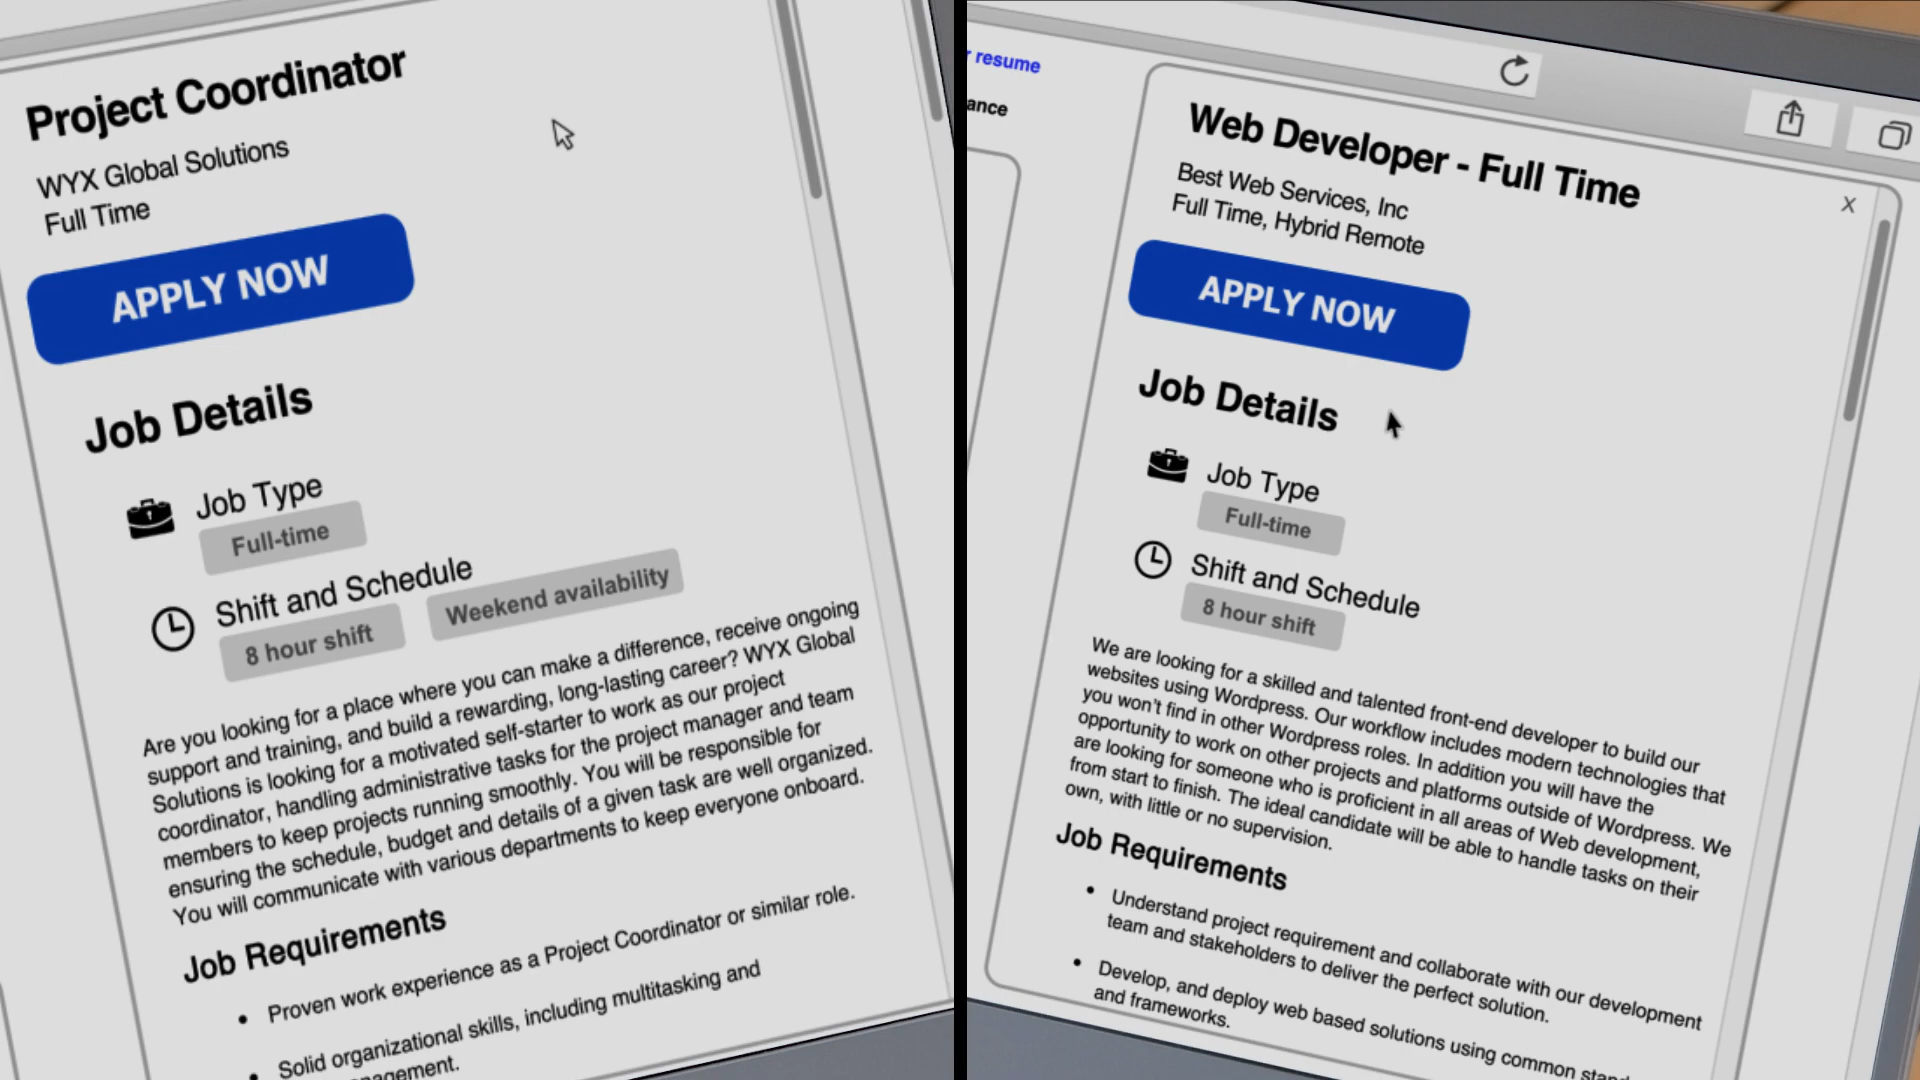 Project Coordinator
WYX Global Solutions
Full Time
APPLY NOW
Job Details
Job Type
Full-time
Shift and Schedule
8 hour shift
Weekend availability
Are you looking for a place where you can make a difference, receive ongoing
support and training, and build a rewarding, long-lasting career? WYX Global
Solutions is looking for a motivated self-starter to work as our project
coordinator, handling administrative tasks for the project manager and team
members to keep projects running smoothly. You will be responsible for
ensuring the schedule, budget and details of a given task are well organized.
You will communicate with various departments to keep everyone onboard.
Job Requirements
• Proven work experience as a Project Coordinator or similar role.
• Solid organizational skills, including multitasking and
resume
Web Developer - Full Time
X
Best Web Services, Inc
Full Time, Hybrid Remote
APPLY NOW
Job Details
Job Type
Full-time
Shift and Schedule
8 hour shift
We are looking for a skilled and talented front-end developer to build our
websites using Wordpress. Our workflow includes modern technologies that
you won't find in other Wordpress roles. In addition you will have the
opportunity to work on other projects and platforms outside of Wordpress. We
are looking for someone who is proficient in all areas of Web development,
from start to finish. The ideal candidate will be able to handle tasks on their
own, with little or no supervision.
Job Requirements
• Understand project requirement and collaborate with our development
team and stakeholders to deliver the perfect solution.
• Develop, and deploy web based solutions using common
and frameworks.